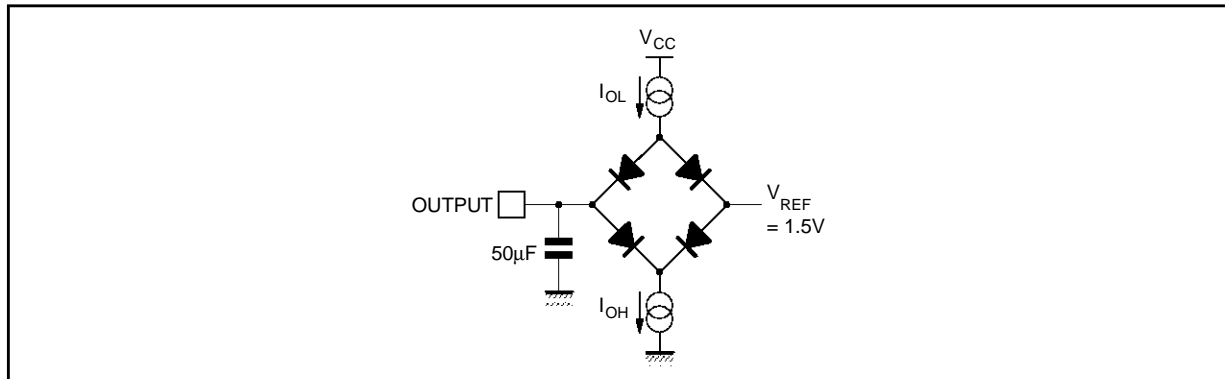 VCC
IOL
OUTPUT
VREF
= 1.5V
50µF
IOH